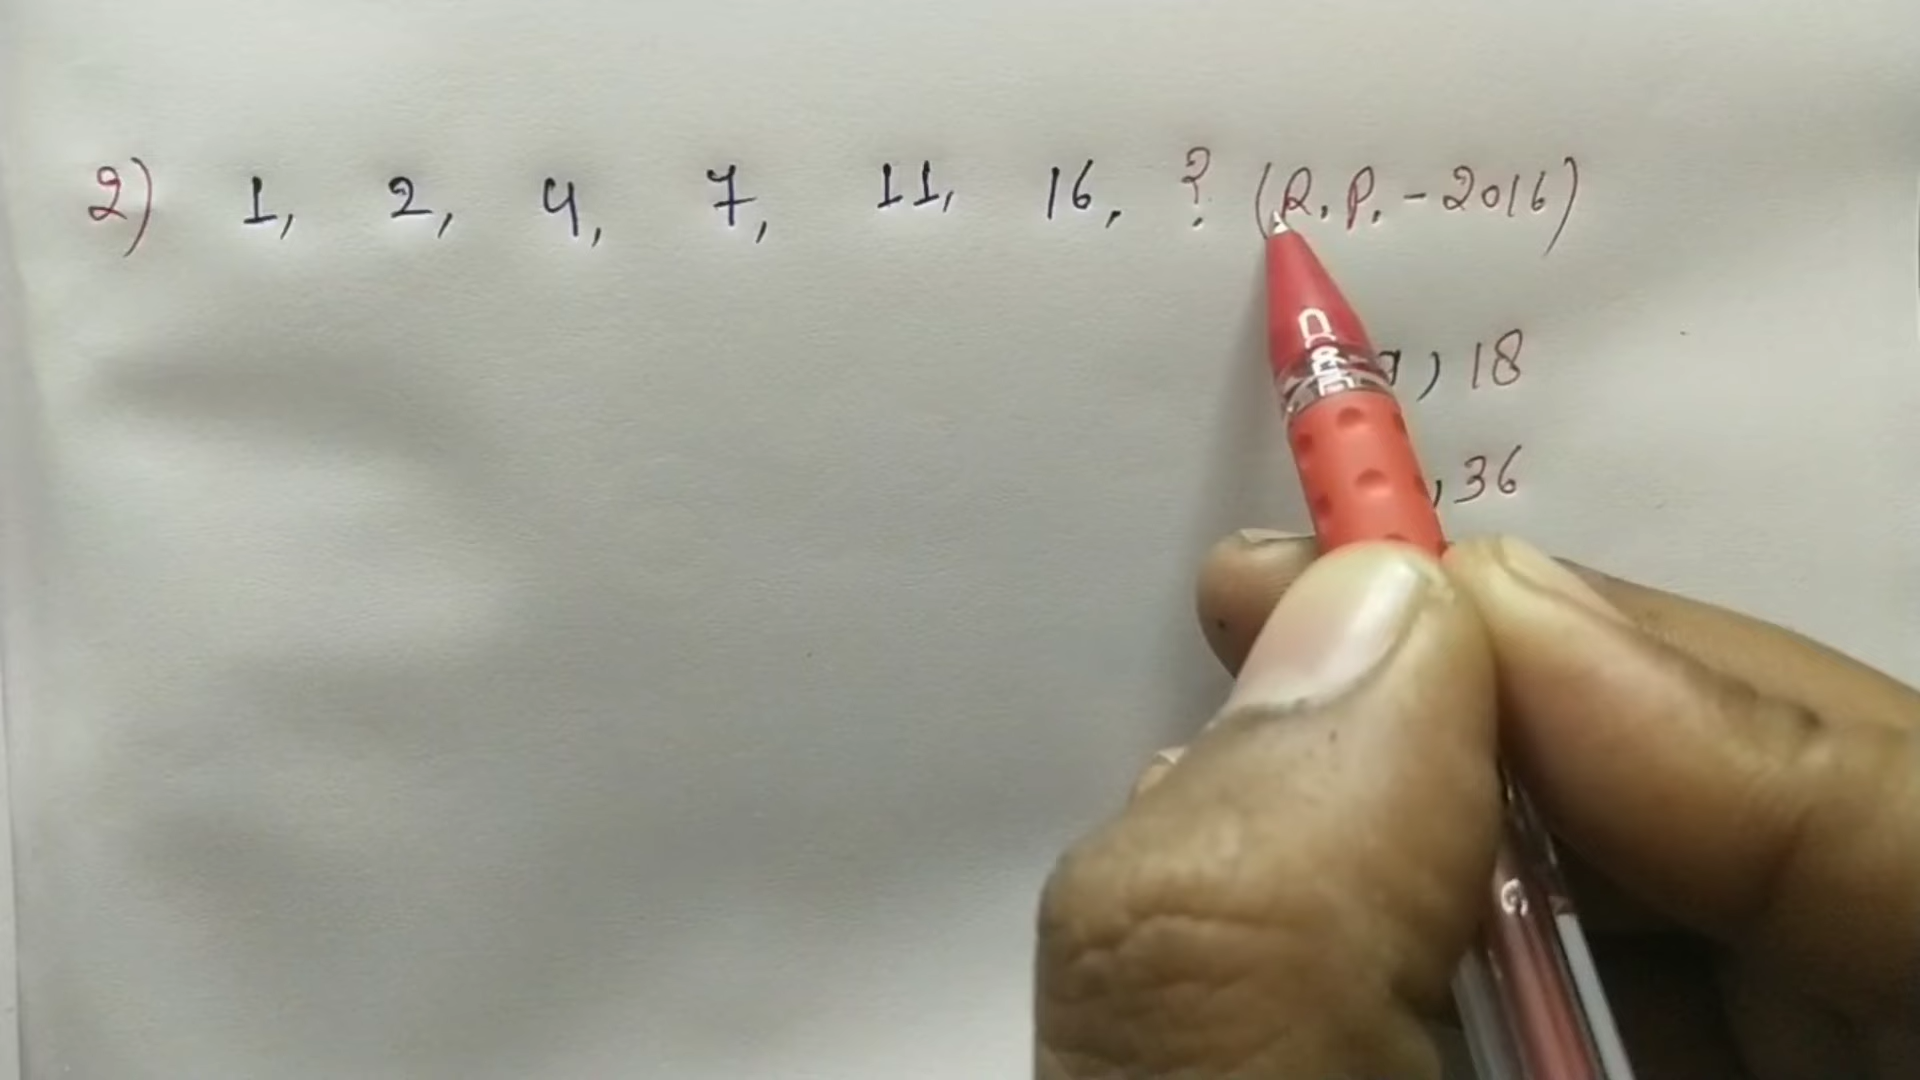 2) 1, 2, 4, 7, 11, 16, ? (R.P. - 2016)
) 18
, 36